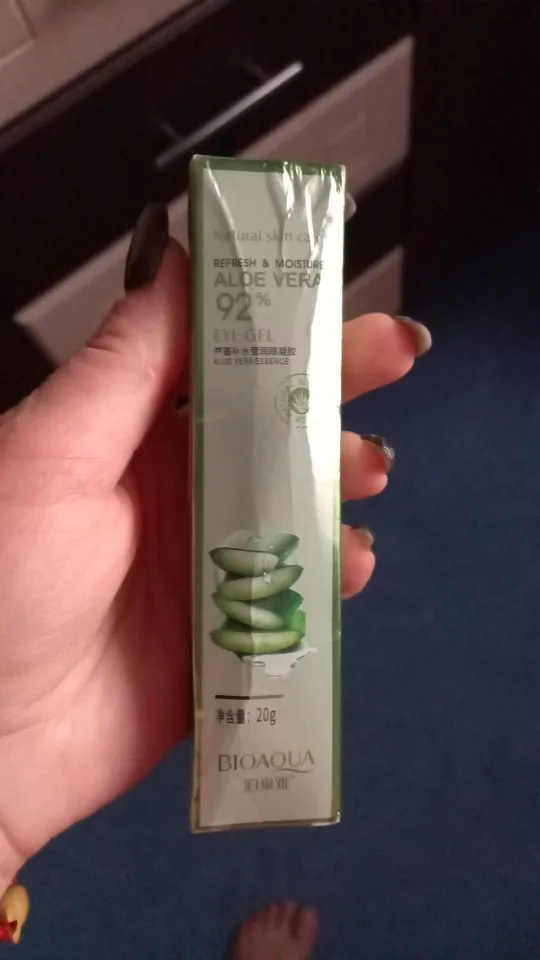 Natural skin care
REFRESH & MOISTURE
ALOE VERA
92%
EYE GEL
芦荟补水莹润眼凝胶
ALOE VERA ESSENCE
净含量: 20g
BIOAQUA
泊泉雅®